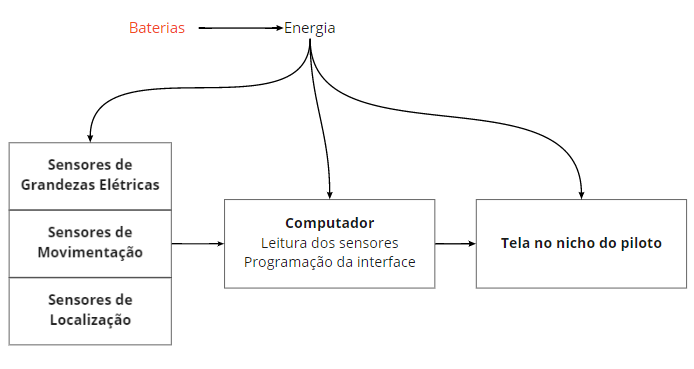 Baterias
Energia
Sensores de
Grandezas Elétricas
Sensores de
Movimentação
Sensores de
Localização
Computador
Leitura dos sensores
Programação da interface
Tela no nicho do piloto